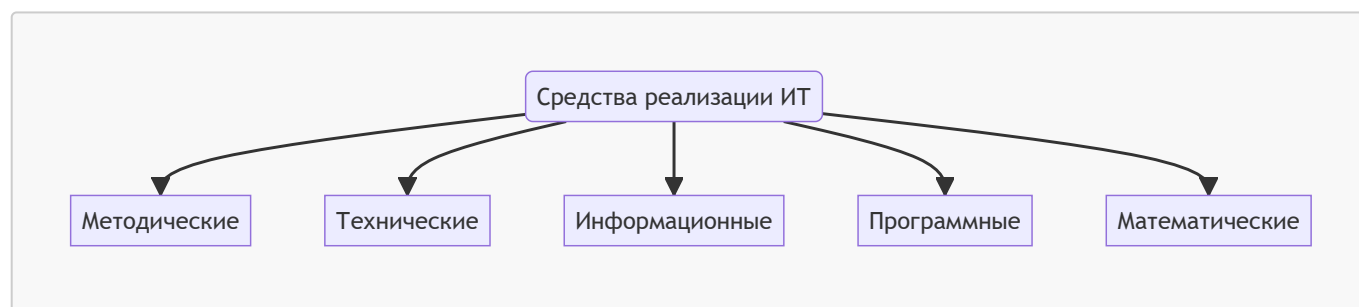 Средства реализации ИТ
Методические
Технические
Информационные
Программные
Математические